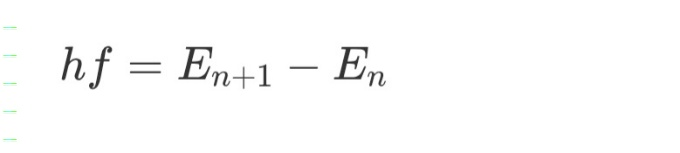 hf = E_{n+1} − E_n